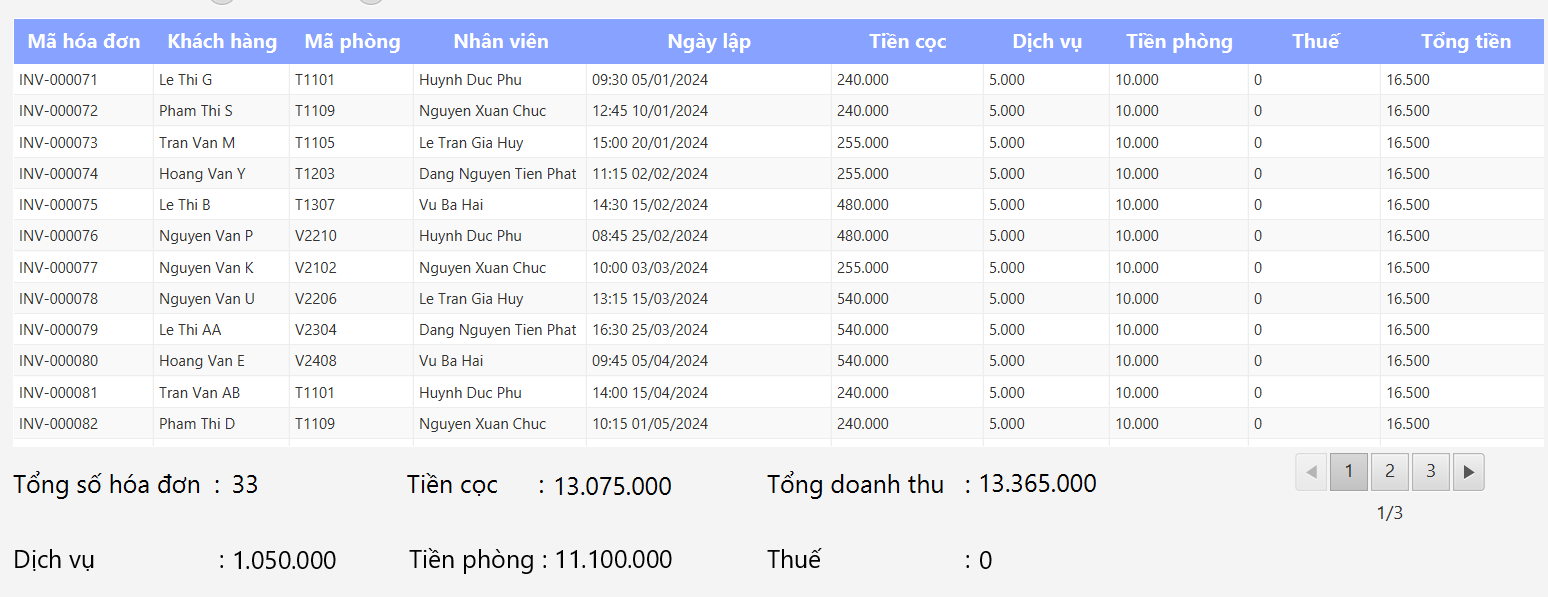 Mã hóa đơn Khách hàng Mã phòng Nhân viên Ngày lập Tiền cọc Dịch vụ Tiền phòng Thuế Tổng tiền
INV-000071 Le Thi G T1101 Huynh Duc Phu 09:30 05/01/2024 240.000 5.000 10.000 0 16.500
INV-000072 Pham Thi S T1109 Nguyen Xuan Chuc 12:45 10/01/2024 240.000 5.000 10.000 0 16.500
INV-000073 Tran Van M T1105 Le Tran Gia Huy 15:00 20/01/2024 255.000 5.000 10.000 0 16.500
INV-000074 Hoang Van Y T1203 Dang Nguyen Tien Phat 11:15 02/02/2024 255.000 5.000 10.000 0 16.500
INV-000075 Le Thi B T1307 Vu Ba Hai 14:30 15/02/2024 480.000 5.000 10.000 0 16.500
INV-000076 Nguyen Van P V2210 Huynh Duc Phu 08:45 25/02/2024 480.000 5.000 10.000 0 16.500
INV-000077 Nguyen Van K V2102 Nguyen Xuan Chuc 10:00 03/03/2024 255.000 5.000 10.000 0 16.500
INV-000078 Nguyen Van U V2206 Le Tran Gia Huy 13:15 15/03/2024 540.000 5.000 10.000 0 16.500
INV-000079 Le Thi AA V2304 Dang Nguyen Tien Phat 16:30 25/03/2024 540.000 5.000 10.000 0 16.500
INV-000080 Hoang Van E V2408 Vu Ba Hai 09:45 05/04/2024 540.000 5.000 10.000 0 16.500
INV-000081 Tran Van AB T1101 Huynh Duc Phu 14:00 15/04/2024 240.000 5.000 10.000 0 16.500
INV-000082 Pham Thi D T1109 Nguyen Xuan Chuc 10:15 01/05/2024 240.000 5.000 10.000 0 16.500
Tổng số hóa đơn : 33 Tiền cọc : 13.075.000 Tổng doanh thu : 13.365.000
1 2 3
1/3
Dịch vụ : 1.050.000 Tiền phòng : 11.100.000 Thuế : 0